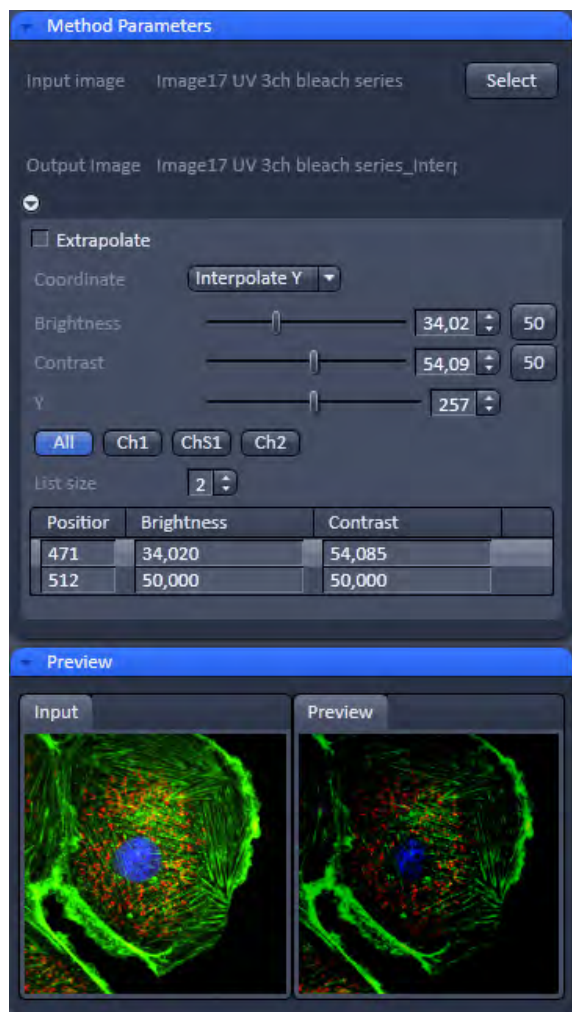 Method Parameters
Input image Image17 UV 3ch bleach series Select
Output Image Image17 UV 3ch bleach series_Inter
Extrapolate
Coordinate Interpolate Y
Brightness 34,02 50
Contrast 54,09 50
Y 257
All Ch1 ChS1 Ch2
List size 2
Positior Brightness Contrast
471 34,020 54,085
512 50,000 50,000
Preview
Input Preview